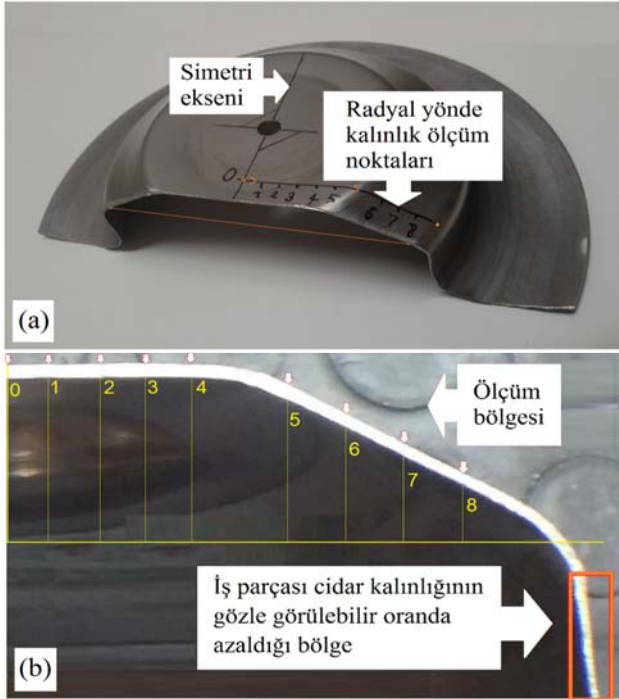 Simetri
ekseni
Radyal yönde
kalınlık ölçüm
noktaları
0
1 2 3 4 5
6 7 8
(a)
0 1 2 3 4
5
6
7
8
Ölçüm
bölgesi
İş parçası cidar kalınlığının
gözle görülebilir oranda
azaldığı bölge
(b)